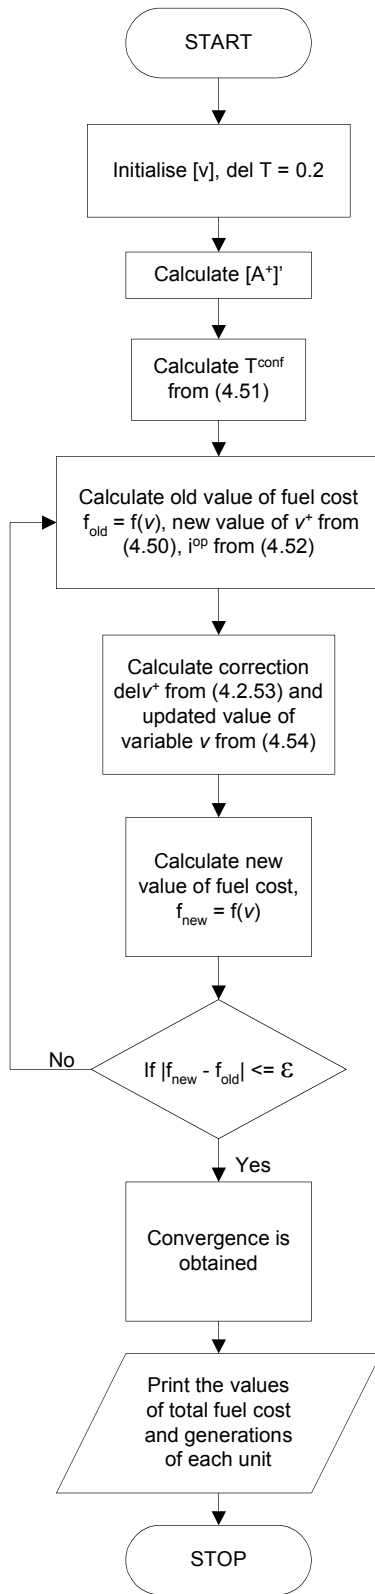 START
Initialise [v], del T = 0.2
Calculate [A⁺]’
Calculate Tᶜᵒⁿᶠ
from (4.51)
Calculate old value of fuel cost
f_old = f(v), new value of v⁺ from
(4.50), iᵒᵖ from (4.52)
Calculate correction
delv⁺ from (4.2.53) and
updated value of
variable v from (4.54)
Calculate new
value of fuel cost,
f_new = f(v)
No
If |f_new - f_old| <= ε
Yes
Convergence is
obtained
Print the values
of total fuel cost
and generations
of each unit
STOP